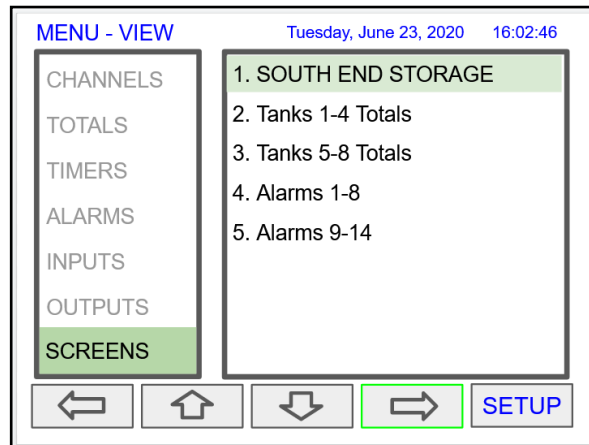 MENU - VIEW Tuesday, June 23, 2020 16:02:46
CHANNELS
TOTALS
TIMERS
ALARMS
INPUTS
OUTPUTS
SCREENS
1. SOUTH END STORAGE
2. Tanks 1-4 Totals
3. Tanks 5-8 Totals
4. Alarms 1-8
5. Alarms 9-14
SETUP